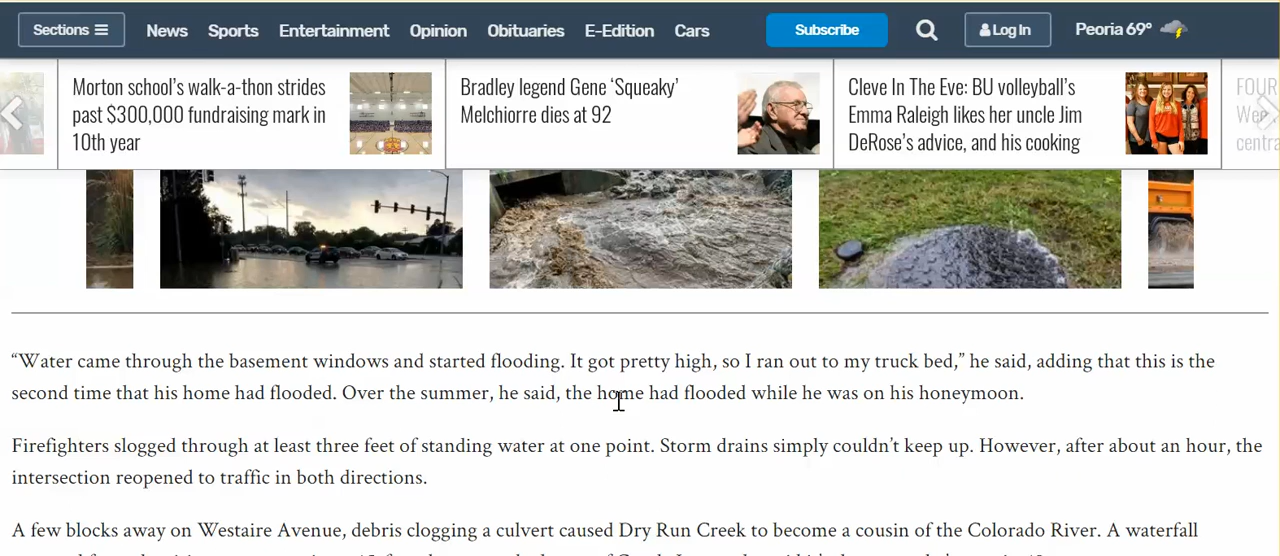 Sections ☰ News Sports Entertainment Opinion Obituaries E-Edition Cars Subscribe Log In Peoria 69°
Morton school’s walk-a-thon strides
past $300,000 fundraising mark in
10th year
Bradley legend Gene ‘Squeaky’
Melchiorre dies at 92
Cleve In The Eve: BU volleyball’s
Emma Raleigh likes her uncle Jim
DeRose’s advice, and his cooking
FOUR
centra
“Water came through the basement windows and started flooding. It got pretty high, so I ran out to my truck bed,” he said, adding that this is the
second time that his home had flooded. Over the summer, he said, the home had flooded while he was on his honeymoon.
Firefighters slogged through at least three feet of standing water at one point. Storm drains simply couldn’t keep up. However, after about an hour, the
intersection reopened to traffic in both directions.
A few blocks away on Westaire Avenue, debris clogging a culvert caused Dry Run Creek to become a cousin of the Colorado River. A waterfall